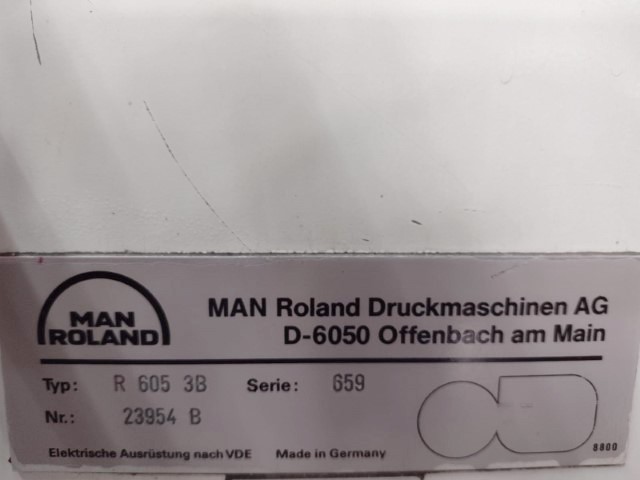 MAN
ROLAND
MAN Roland Druckmaschinen AG
D-6050 Offenbach am Main
Typ: R 605 3B Serie: 659
Nr.: 23954 B
Elektrische Ausrüstung nach VDE Made in Germany
8800